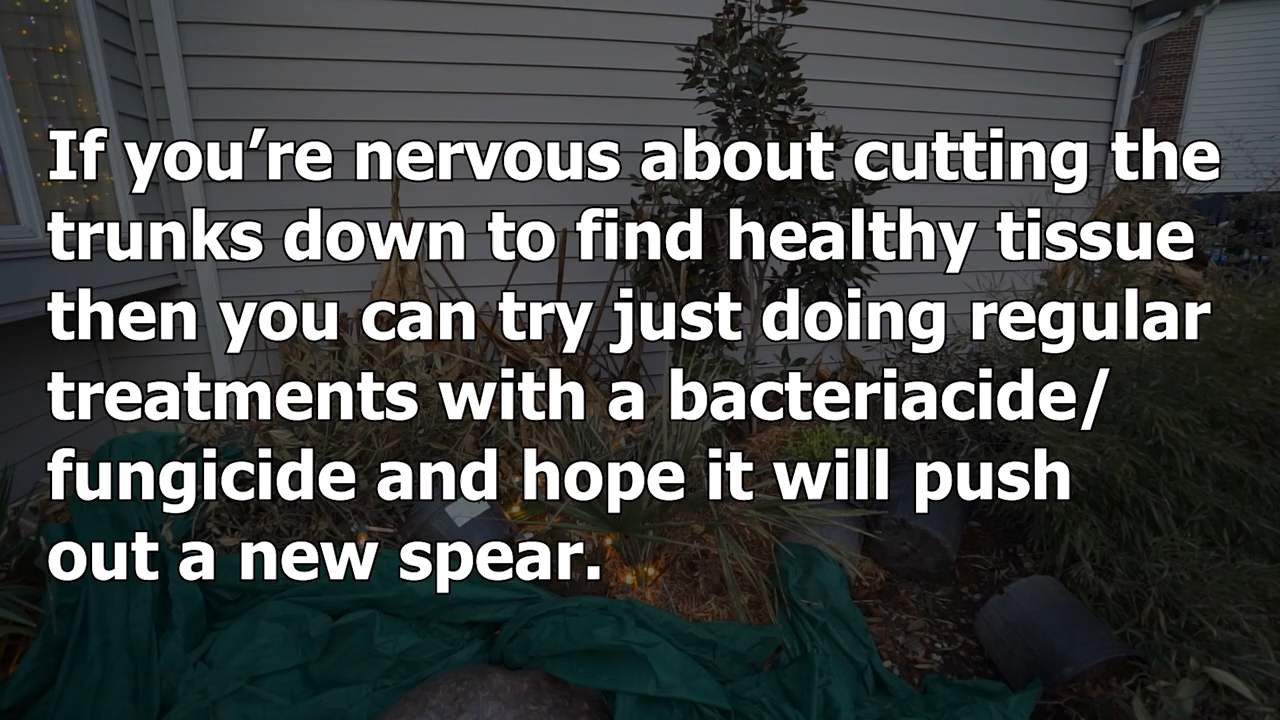 If you’re nervous about cutting the
trunks down to find healthy tissue
then you can try just doing regular
treatments with a bacteriacide/
fungicide and hope it will push
out a new spear.